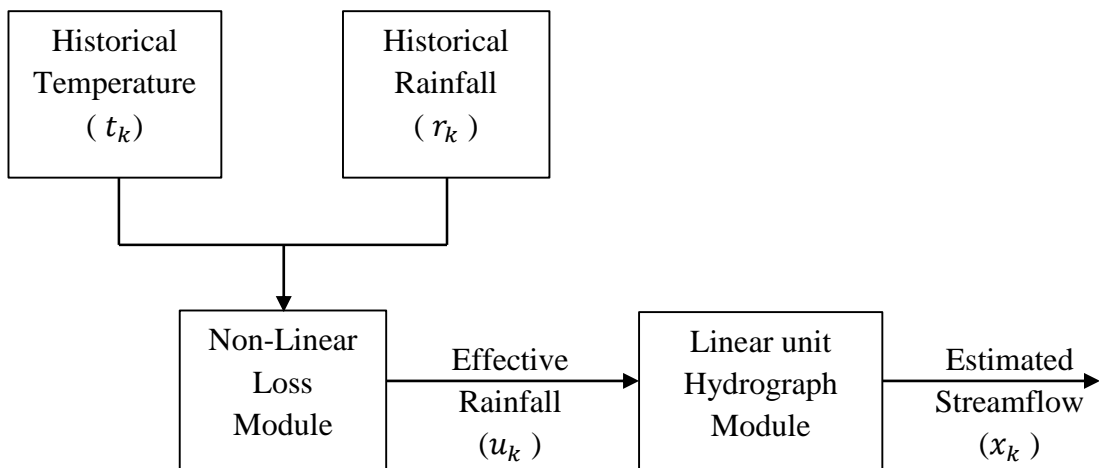 Historical
Temperature
( t_k)
Historical
Rainfall
( r_k )
Non-Linear
Loss
Module
Effective
Rainfall
(u_k )
Linear unit
Hydrograph
Module
Estimated
Streamflow
(x_k )